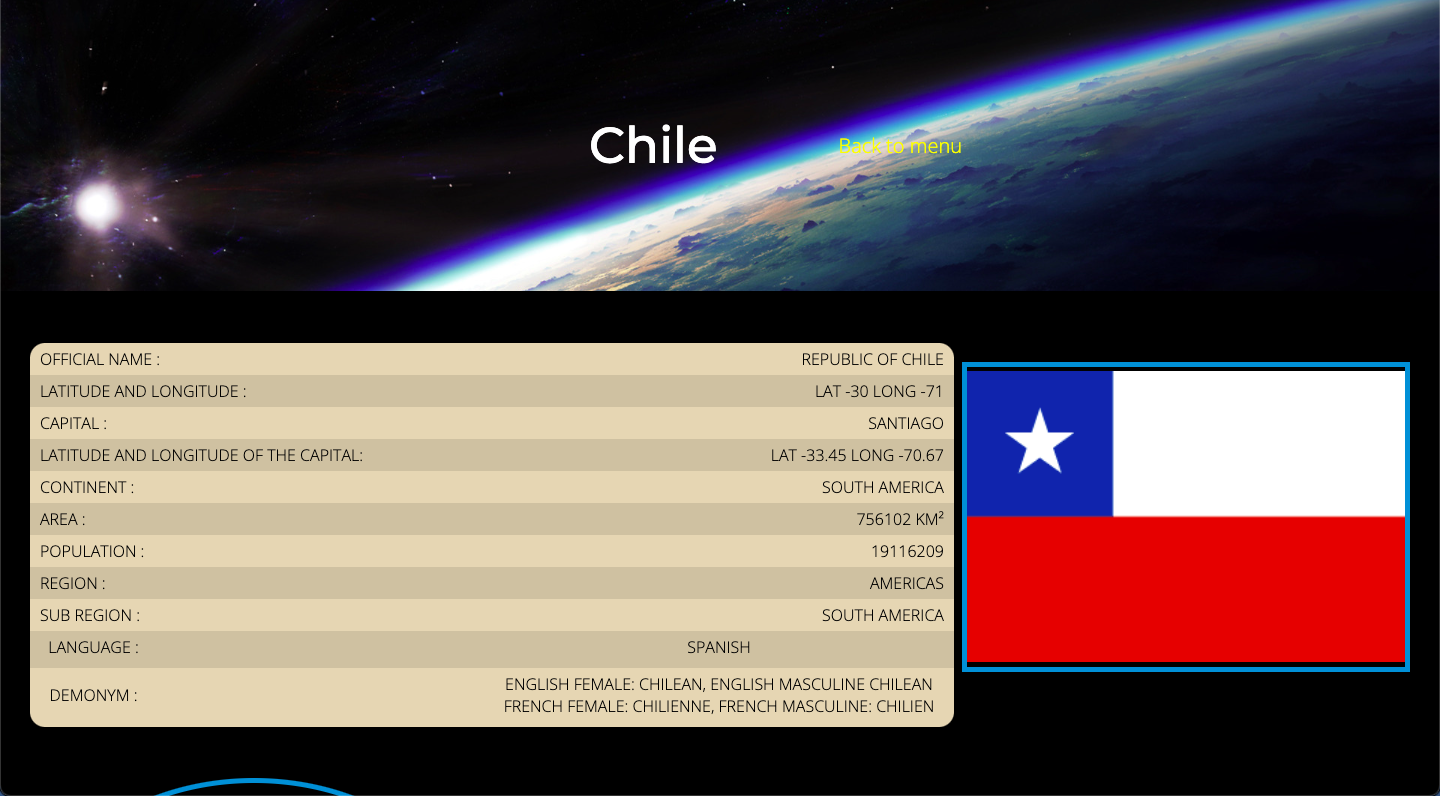 Chile
Back to menu
OFFICIAL NAME : REPUBLIC OF CHILE
LATITUDE AND LONGITUDE : LAT -30 LONG -71
CAPITAL : SANTIAGO
LATITUDE AND LONGITUDE OF THE CAPITAL: LAT -33.45 LONG -70.67
CONTINENT : SOUTH AMERICA
AREA : 756102 KM²
POPULATION : 19116209
REGION : AMERICAS
SUB REGION : SOUTH AMERICA
LANGUAGE : SPANISH
DEMONYM : ENGLISH FEMALE: CHILEAN, ENGLISH MASCULINE CHILEAN
FRENCH FEMALE: CHILIENNE, FRENCH MASCULINE: CHILIEN